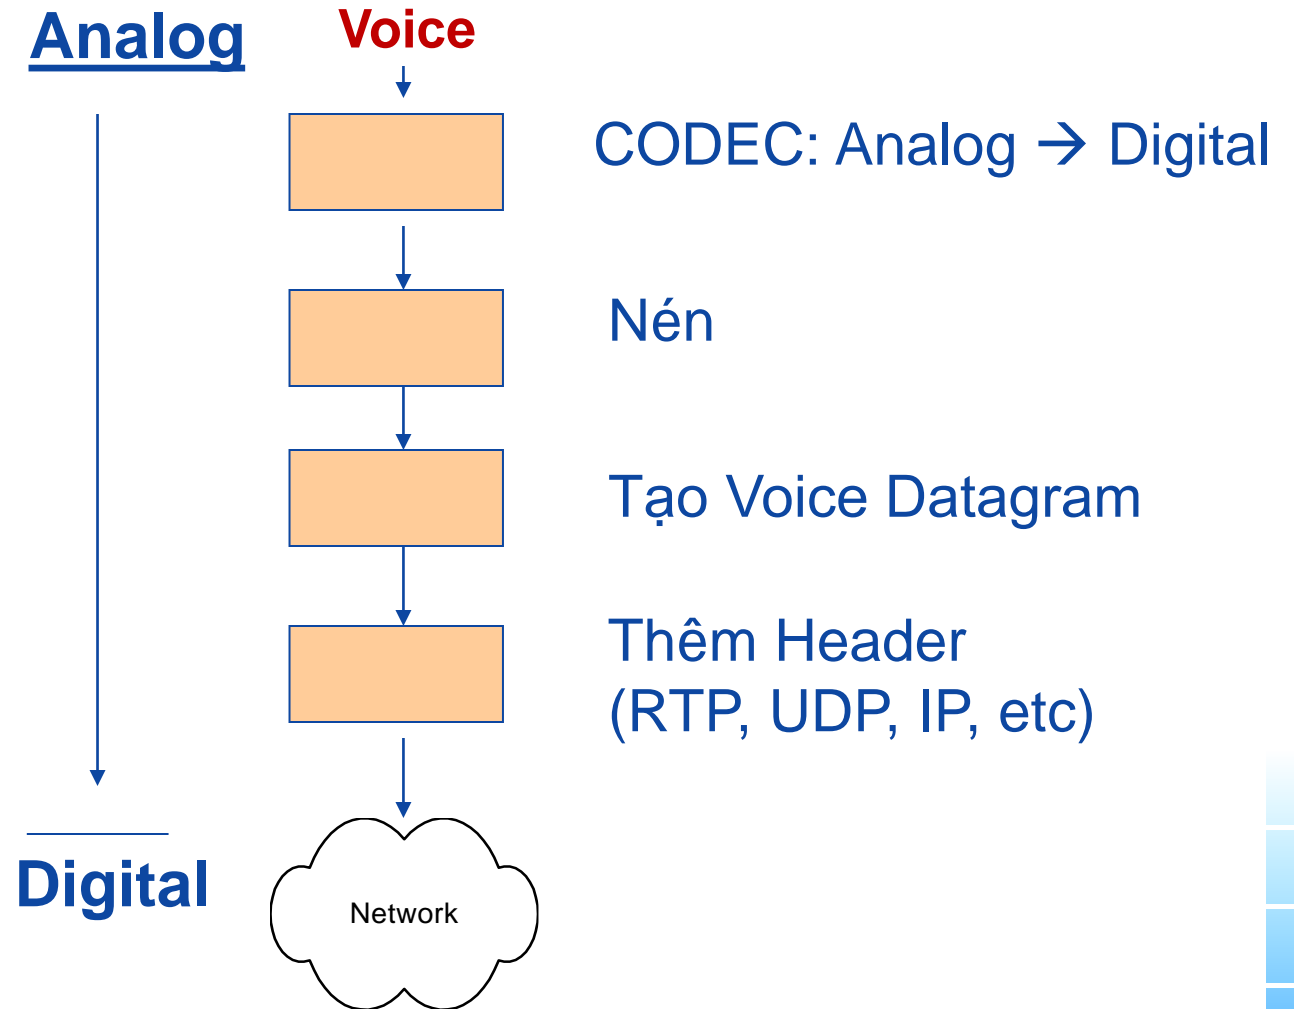 Analog
Voice
CODEC: Analog → Digital
Nén
Tạo Voice Datagram
Thêm Header
(RTP, UDP, IP, etc)
Digital
Network